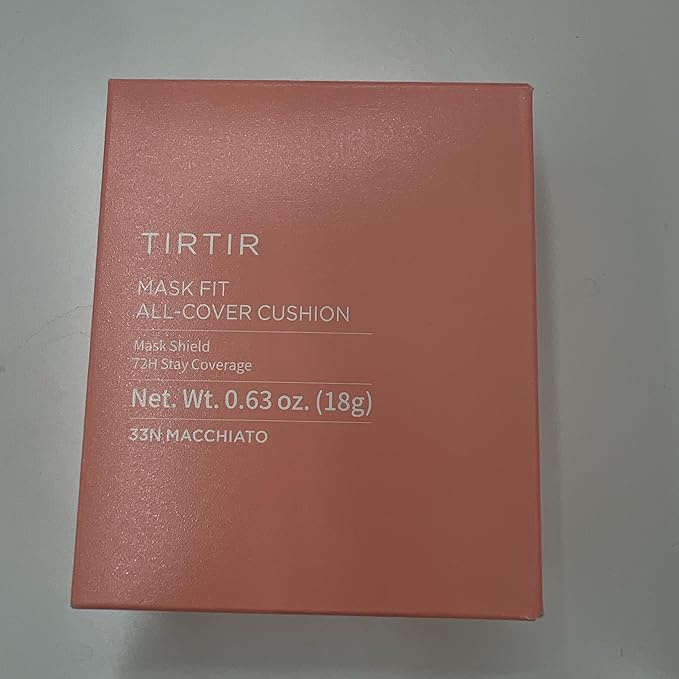 TIRTIR
MASK FIT
ALL-COVER CUSHION
Mask Shield
72H Stay Coverage
Net. Wt. 0.63 oz. (18g)
33N MACCHIATO